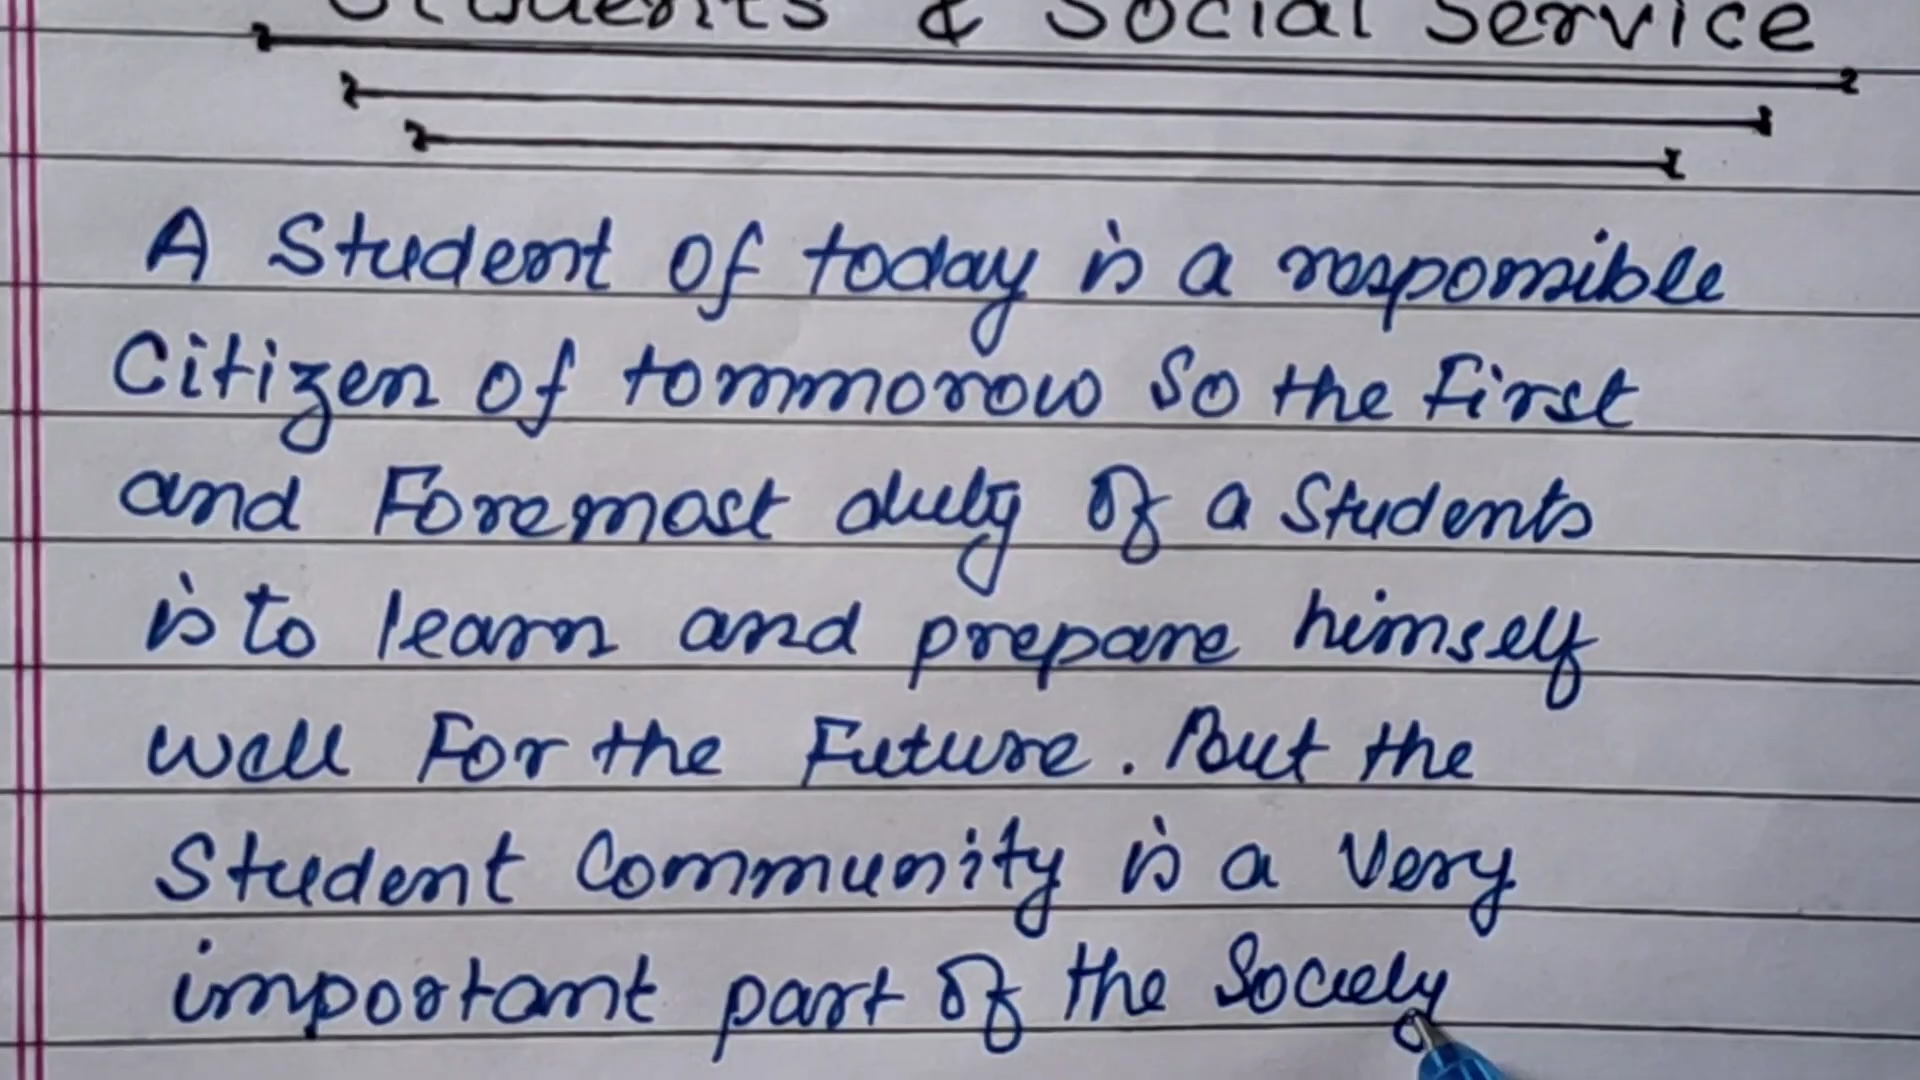 Students & Social Service
A Student of today is a responsible
Citizen of tommorow So the First
and Foremost duty of a Students
is to learn and prepare himself
well For the Future. But the
Student Community is a Very
important part of the Society